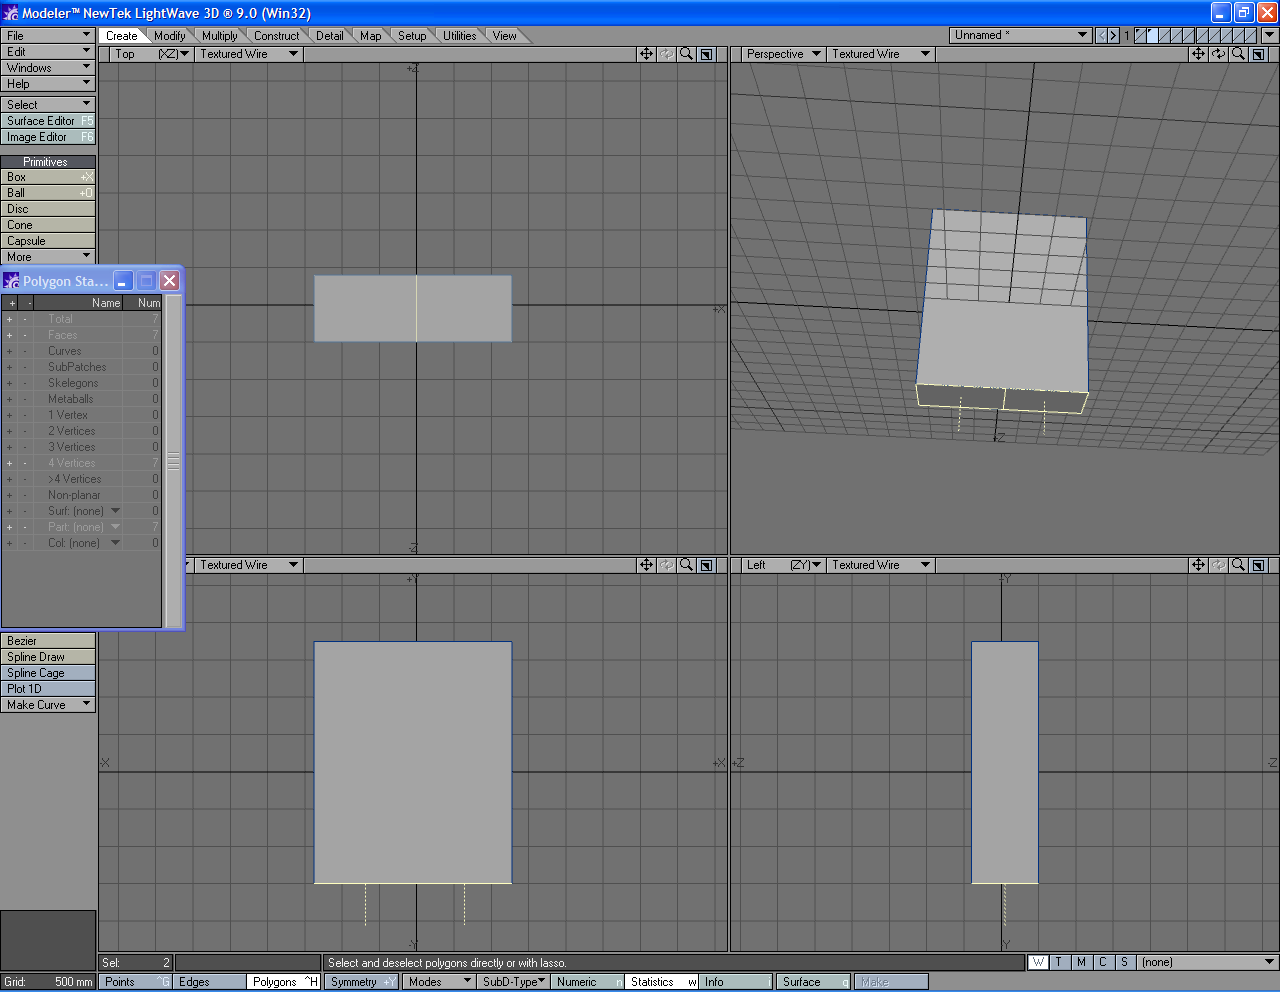 Modeler™ NewTek LightWave 3D ® 9.0 (Win32)
File
Edit
Windows
Help
Create Modify Multiply Construct Detail Map Setup Utilities View
Unnamed *
1
Top (XZ) Textured Wire
Perspective Textured Wire
Select
Surface Editor F5
Image Editor F6
Primitives
Box +X
Ball +O
Disc
Cone
Capsule
More
+Z
+X
-Z
-Z
Polygon Sta...
+ - Name Num
+ - Total 7
+ - Faces 7
+ - Curves 0
+ - SubPatches 0
+ - Skelegons 0
+ - Metaballs 0
+ - 1 Vertex 0
+ - 2 Vertices 0
+ - 3 Vertices 0
+ - 4 Vertices 7
+ - >4 Vertices 0
+ - Non-planar 0
+ - Surf: (none) 0
+ - Part: (none) 7
+ - Col: (none) 0
Textured Wire
Left (ZY) Textured Wire
+Y
-X
+X
-Y
+Y
+Z
-Z
-Y
Bezier
Spline Draw
Spline Cage
Plot 1D
Make Curve
Sel: 2
Select and deselect polygons directly or with lasso.
W T M C S (none)
Grid: 500 mm
Points ^G Edges Polygons ^H Symmetry +Y Modes SubD-Type Numeric n Statistics w Info i Surface q Make